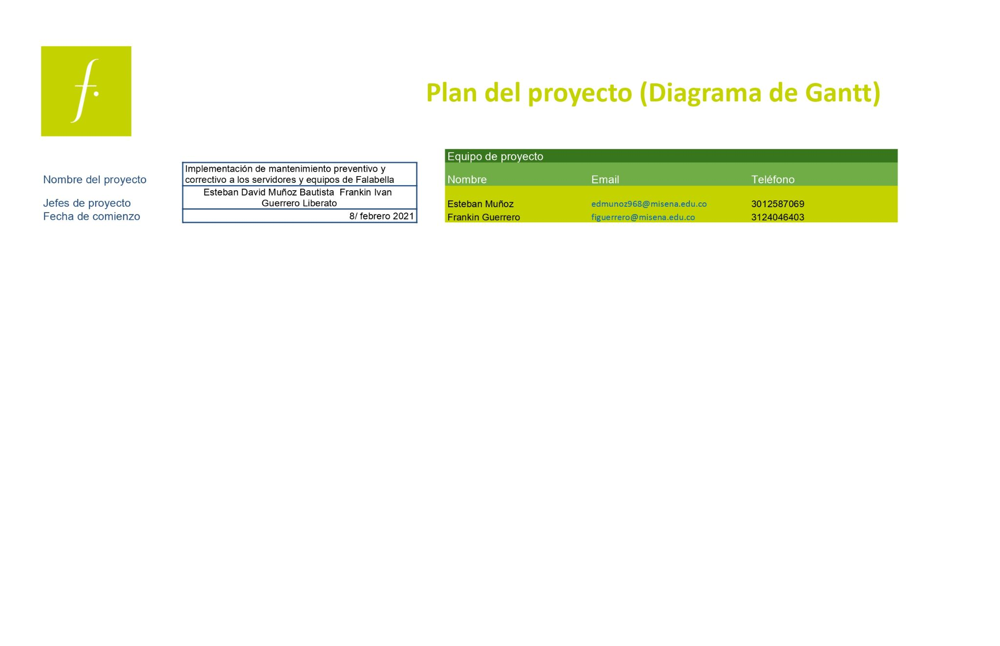 f.
Plan del proyecto (Diagrama de Gantt)
Nombre del proyecto
Implementación de mantenimiento preventivo y
correctivo a los servidores y equipos de Falabella
Jefes de proyecto
Esteban David Muñoz Bautista  Frankin Ivan
Guerrero Liberato
Fecha de comienzo
8/ febrero 2021
Equipo de proyecto
Nombre Email Teléfono
Esteban Muñoz edmunoz968@misena.edu.co 3012587069
Frankin Guerrero figuerrero@misena.edu.co 3124046403